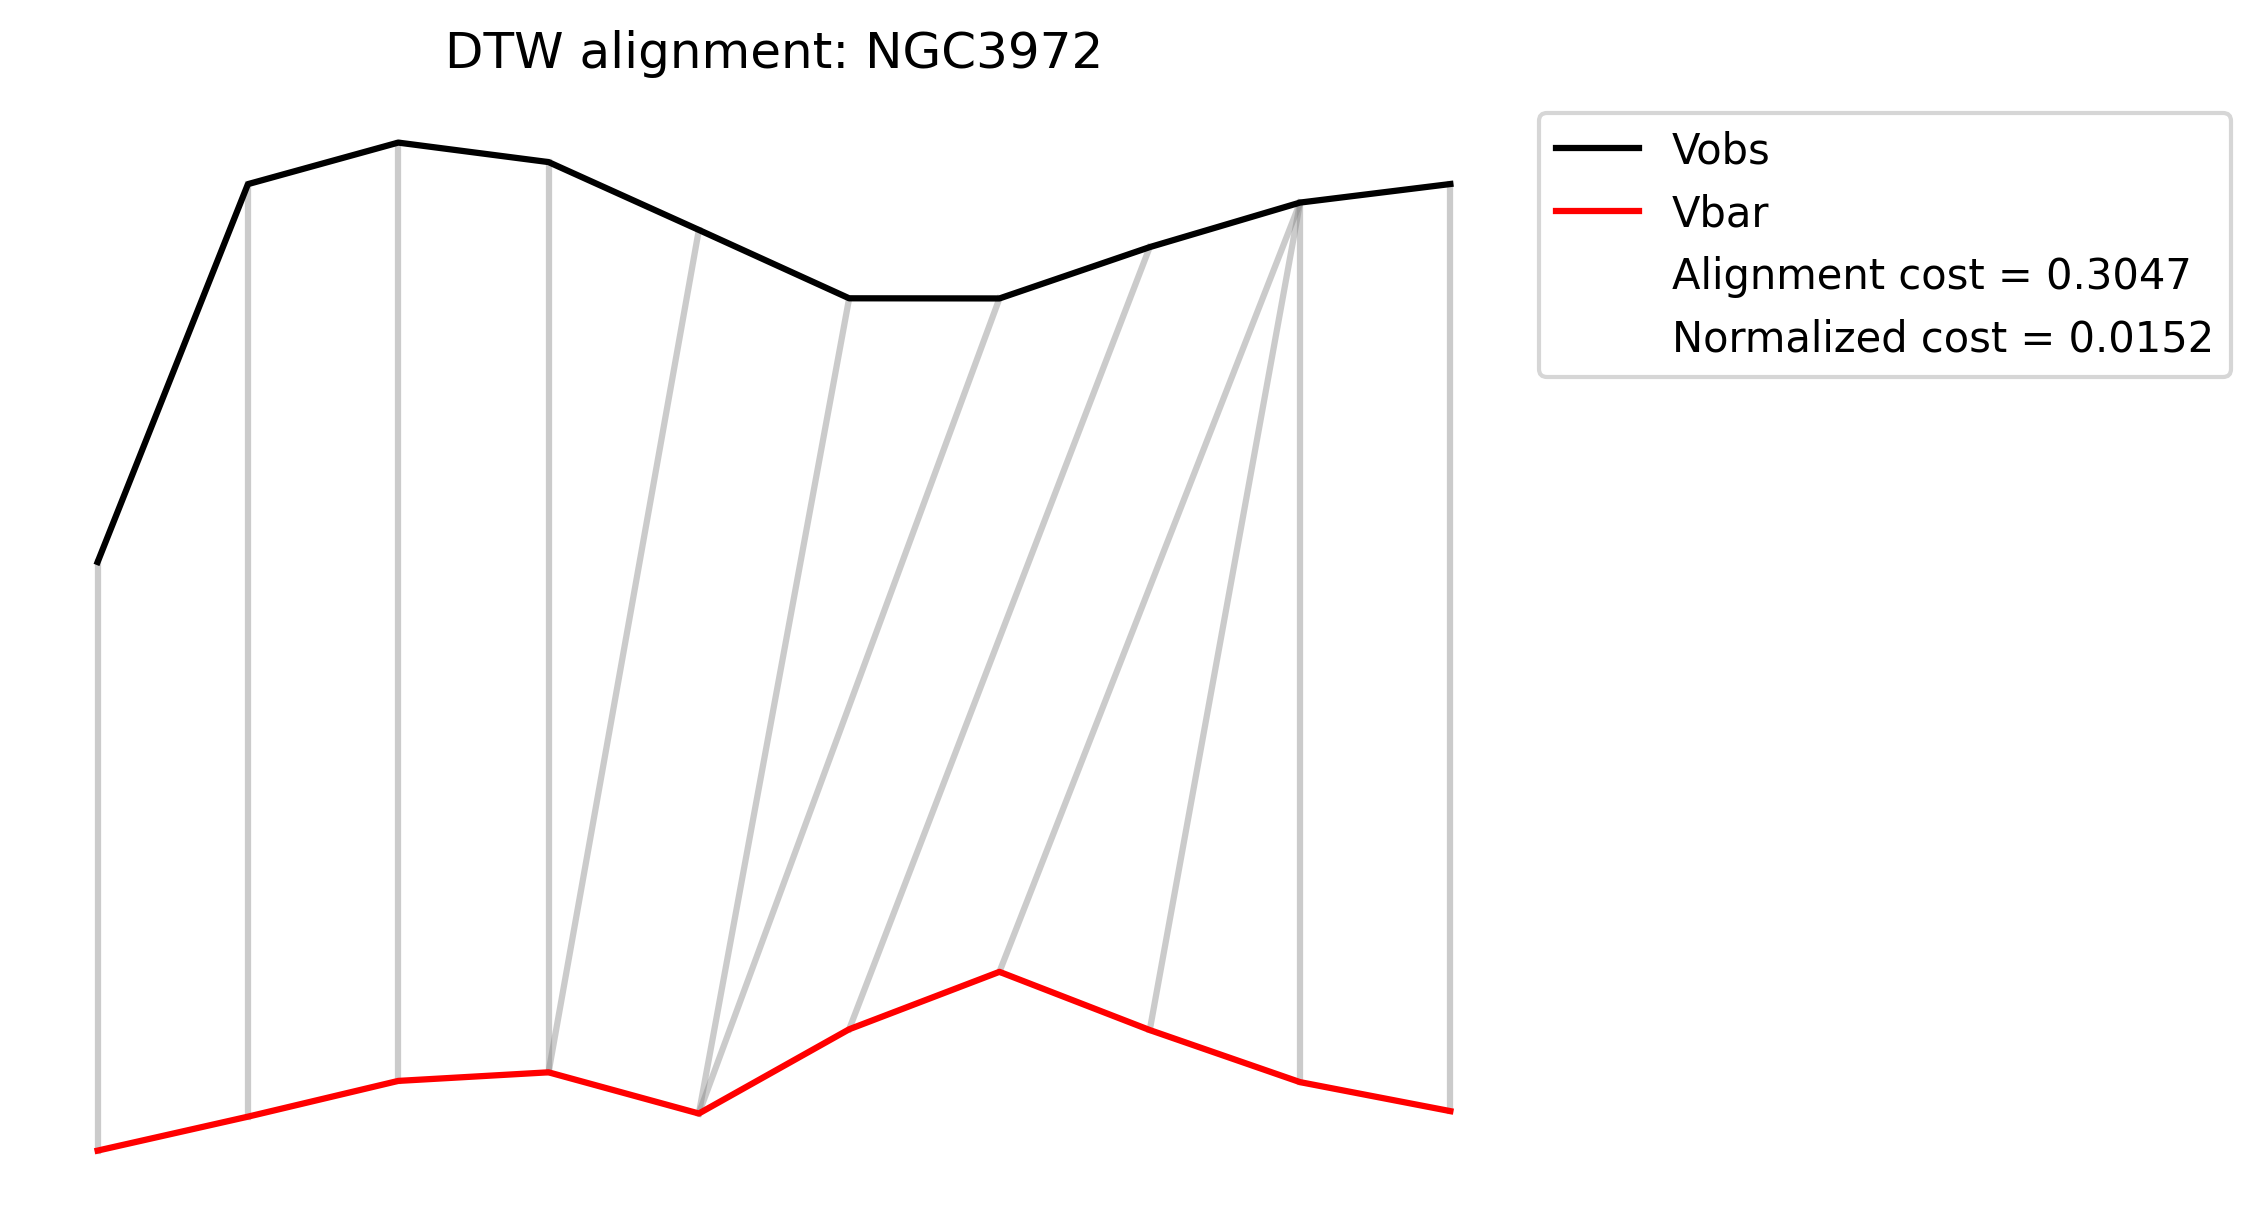 DTW alignment: NGC3972
Vobs
Vbar
Alignment cost = 0.3047
Normalized cost = 0.0152